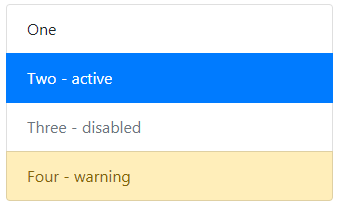 One
Two - active
Three - disabled
Four - warning